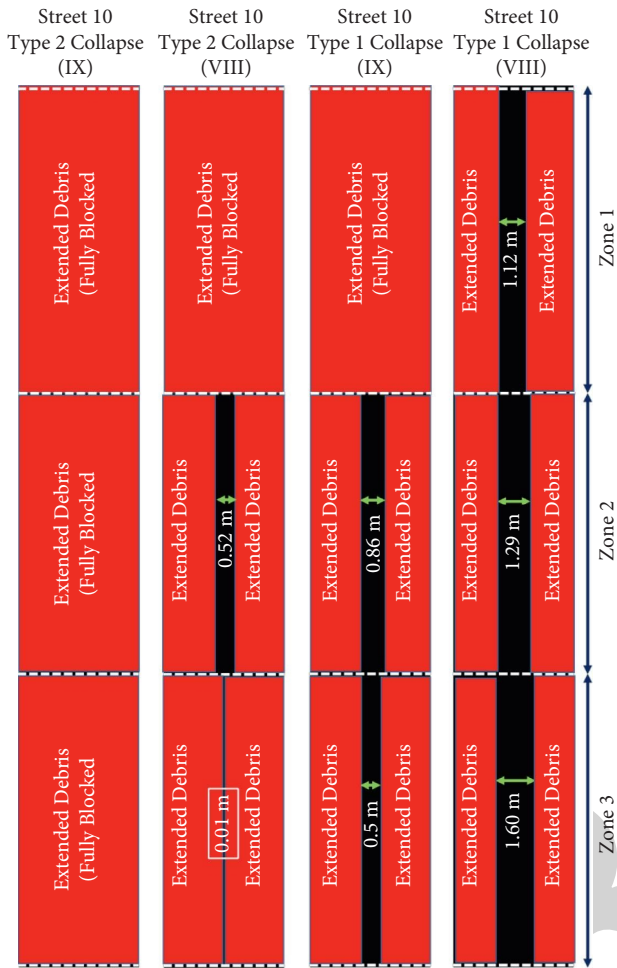 Street 10
Type 2 Collapse
(IX)
Street 10
Type 2 Collapse
(VIII)
Street 10
Type 1 Collapse
(IX)
Street 10
Type 1 Collapse
(VIII)
Extended Debris
(Fully Blocked
Extended Debris
(Fully Blocked
Extended Debris
(Fully Blocked
Extended Debris
1.12 m
Extended Debris
Zone 1
Extended Debris
(Fully Blocked
Extended Debris
0.52 m
Extended Debris
Extended Debris
0.86 m
Extended Debris
Extended Debris
1.29 m
Extended Debris
Zone 2
Extended Debris
(Fully Blocked
Extended Debris
0.01 m
Extended Debris
Extended Debris
0.5 m
Extended Debris
Extended Debris
1.60 m
Extended Debris
Zone 3